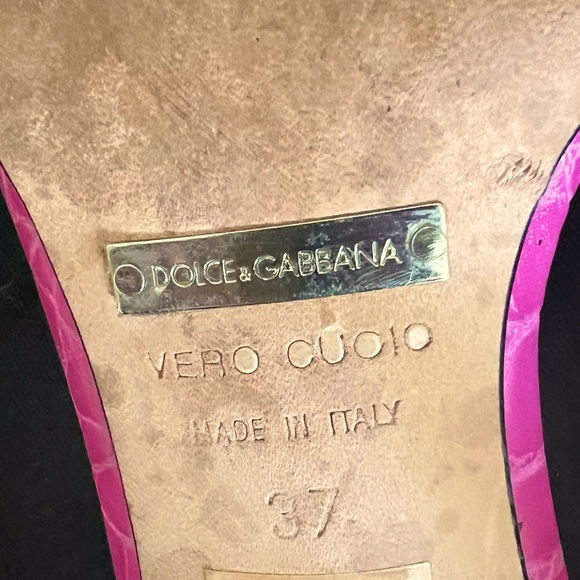 DOLCE&GABBANA
VERO CUOIO
MADE IN ITALY
37